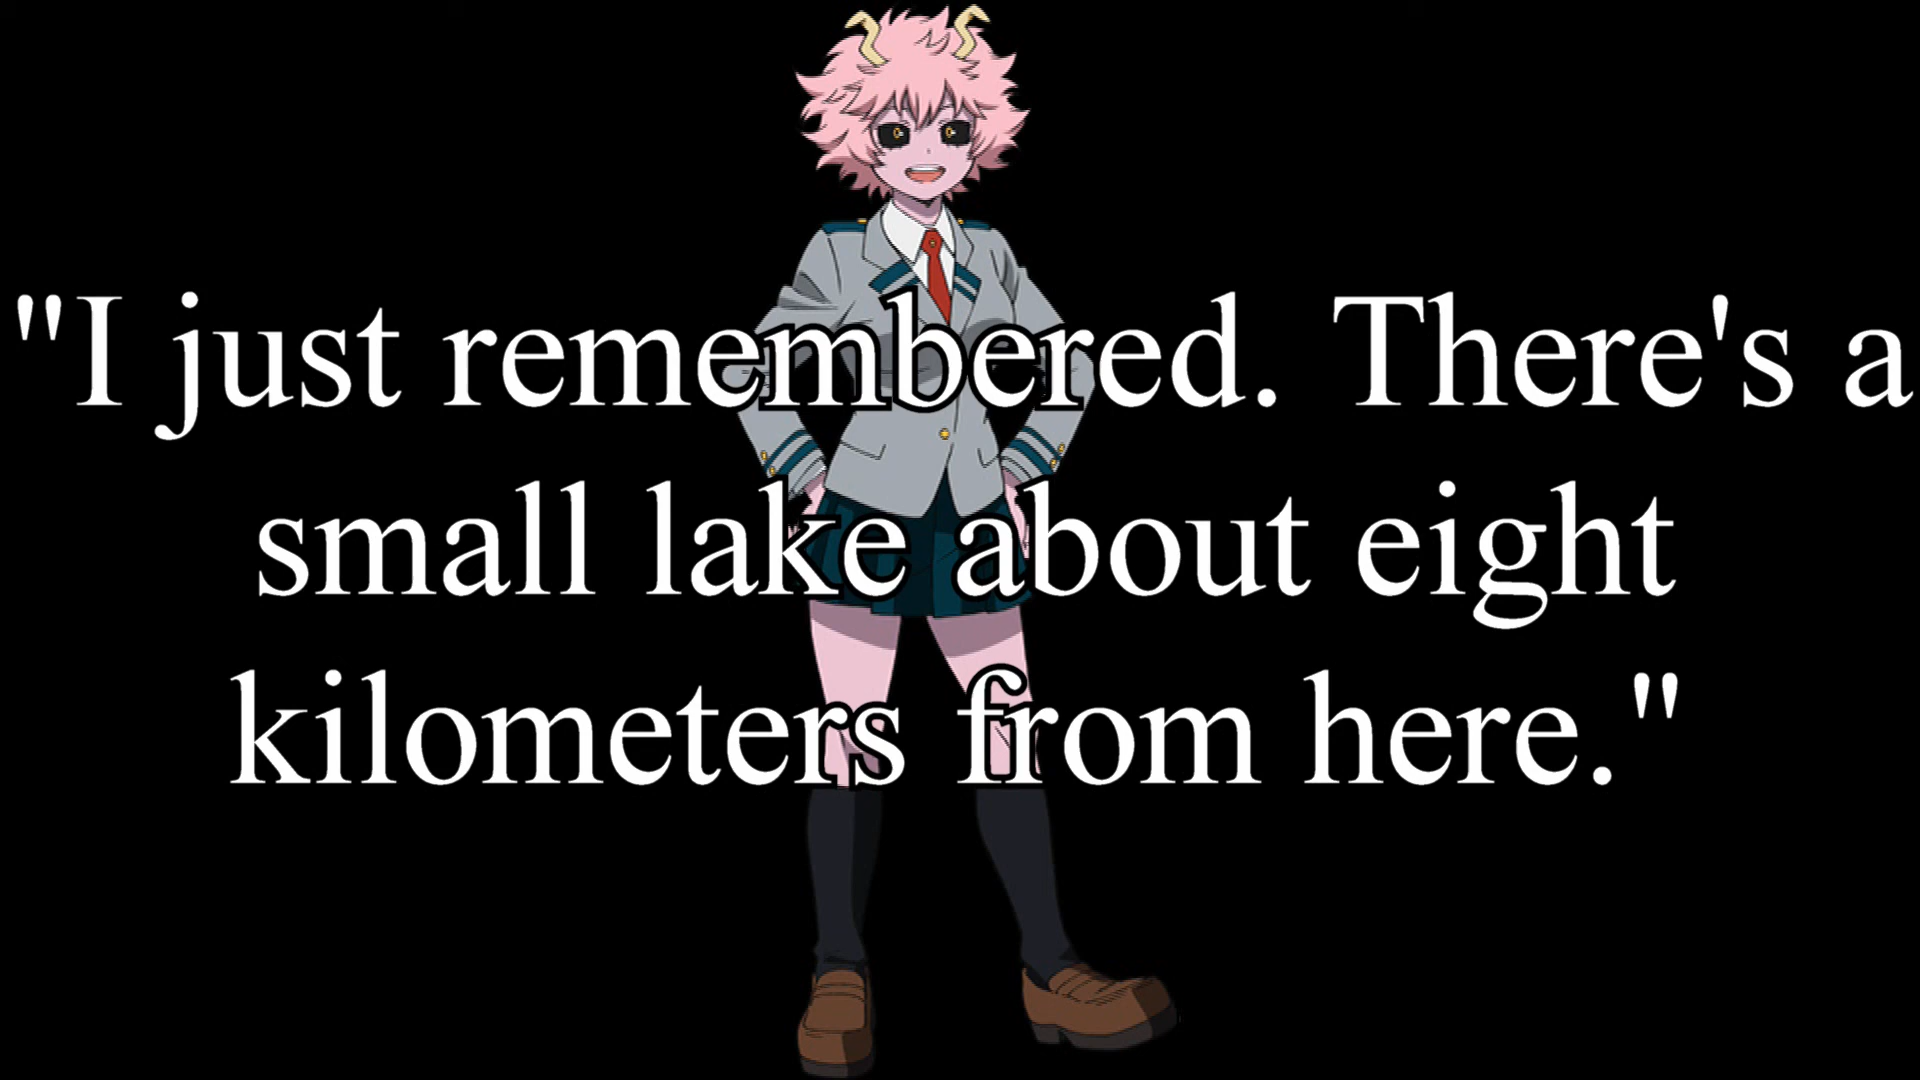 "I just remembered. There's a
small lake about eight
kilometers from here."